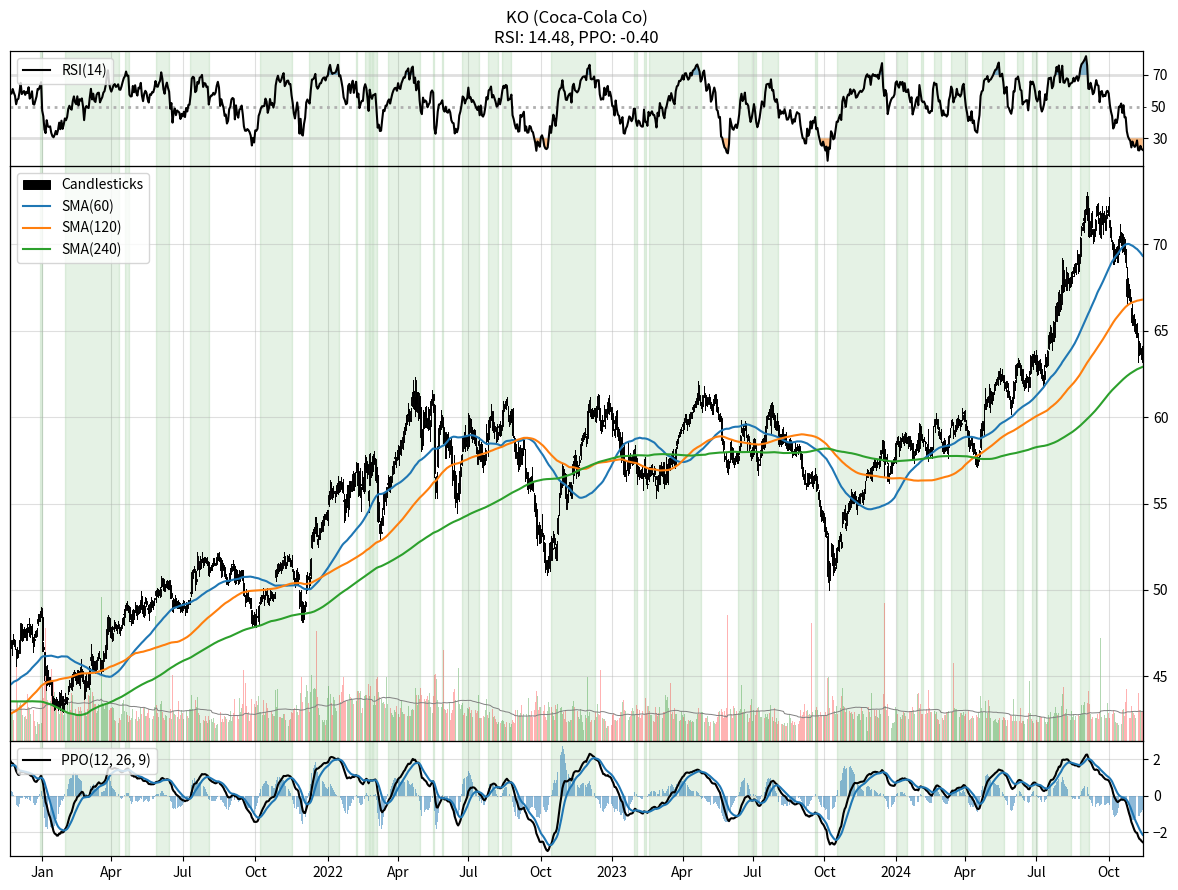 KO (Coca-Cola Co)
RSI: 14.48, PPO: -0.40
RSI(14)
70
50
30
Candlesticks
SMA(60)
SMA(120)
SMA(240)
70
65
60
55
50
45
PPO(12, 26, 9)
2
0
−2
Jan Apr Jul Oct 2022 Apr Jul Oct 2023 Apr Jul Oct 2024 Apr Jul Oct